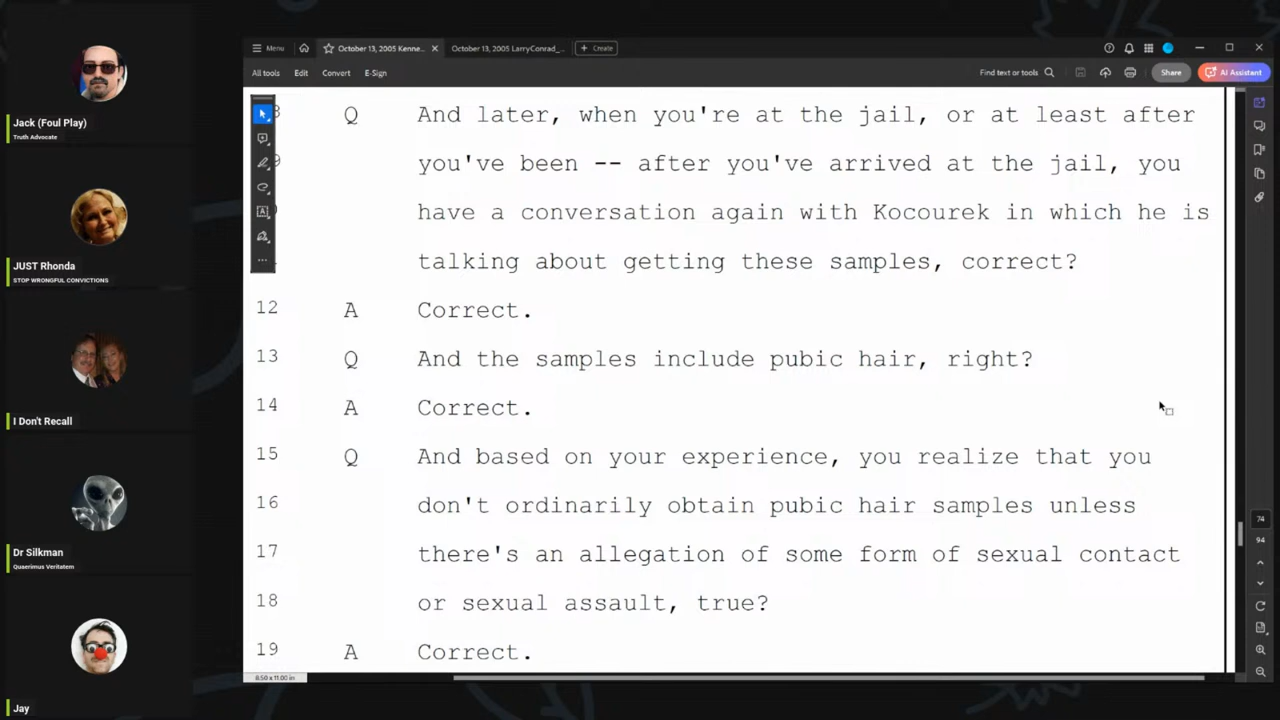 Menu
October 13, 2005 Kenne...
October 13, 2005 LarryConrad_...
Create
All tools
Edit
Convert
E-Sign
Find text or tools
Share
AI Assistant
Jack (Foul Play)
Truth Advocate
JUST Rhonda
STOP WRONGFUL CONVICTIONS
I Don't Recall
Dr Silkman
Quaerimus Veritatem
Jay
Q And later, when you're at the jail, or at least after
you've been -- after you've arrived at the jail, you
have a conversation again with Kocourek in which he is
talking about getting these samples, correct?
12 A Correct.
13 Q And the samples include pubic hair, right?
14 A Correct.
15 Q And based on your experience, you realize that you
16 don't ordinarily obtain pubic hair samples unless
17 there's an allegation of some form of sexual contact
18 or sexual assault, true?
19 A Correct.
74
94
8.50 x 11.00 in